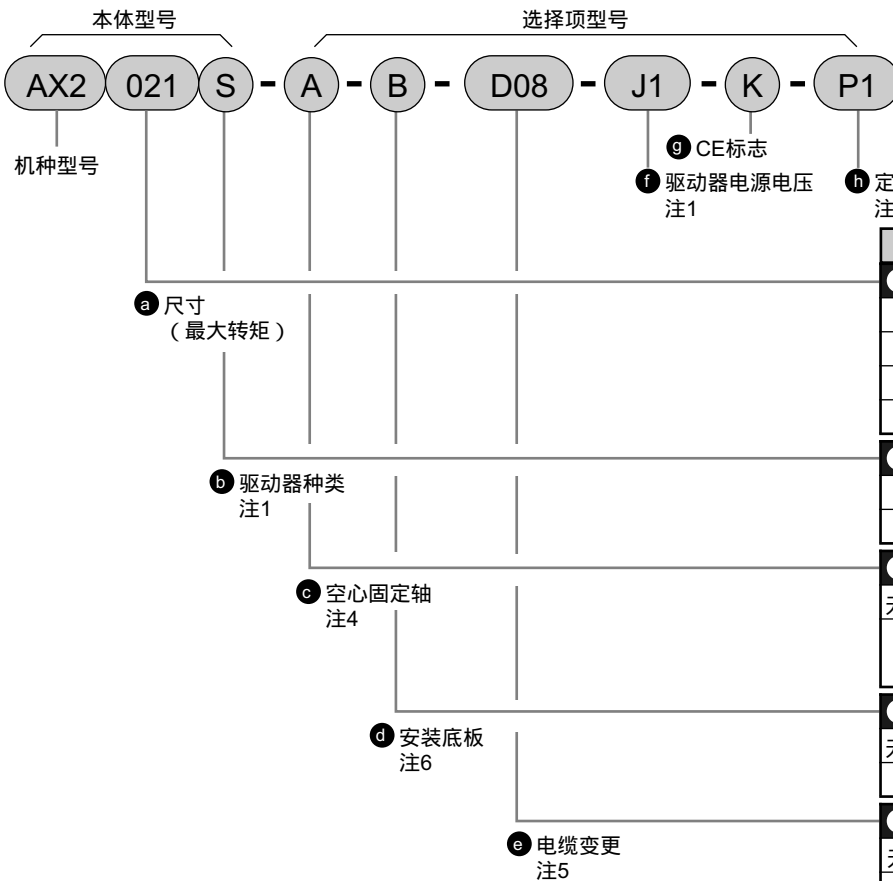 本体型号
选择项型号
AX2 021 S - A - B - D08 - J1 - K - P1
机种型号
g CE标志
f 驱动器电源电压
注1
h 定
注
a 尺寸
（最大转矩）
b 驱动器种类
注1
c 空心固定轴
注4
d 安装底板
注6
e 电缆变更
注5